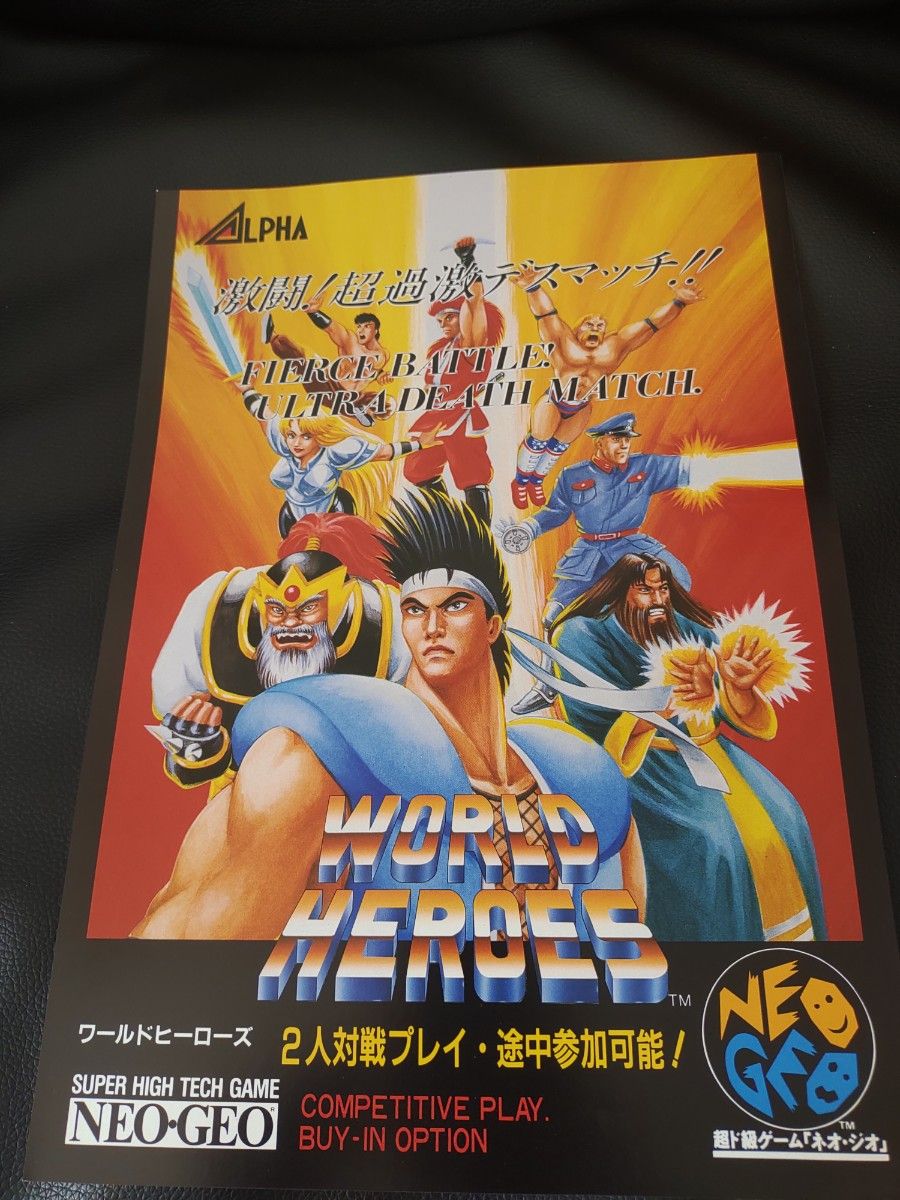 ALPHA
激闘!超過激デスマッチ!!
FIERCE BATTLE!
ULTRA DEATH MATCH.
WORLD
HEROES
TM
ワールドヒーローズ
2人対戦プレイ・途中参加可能!
SUPER HIGH TECH GAME
NEO·GEO®
COMPETITIVE PLAY.
BUY-IN OPTION
NEO
GEO
TM
超ド級ゲーム「ネオ・ジオ」